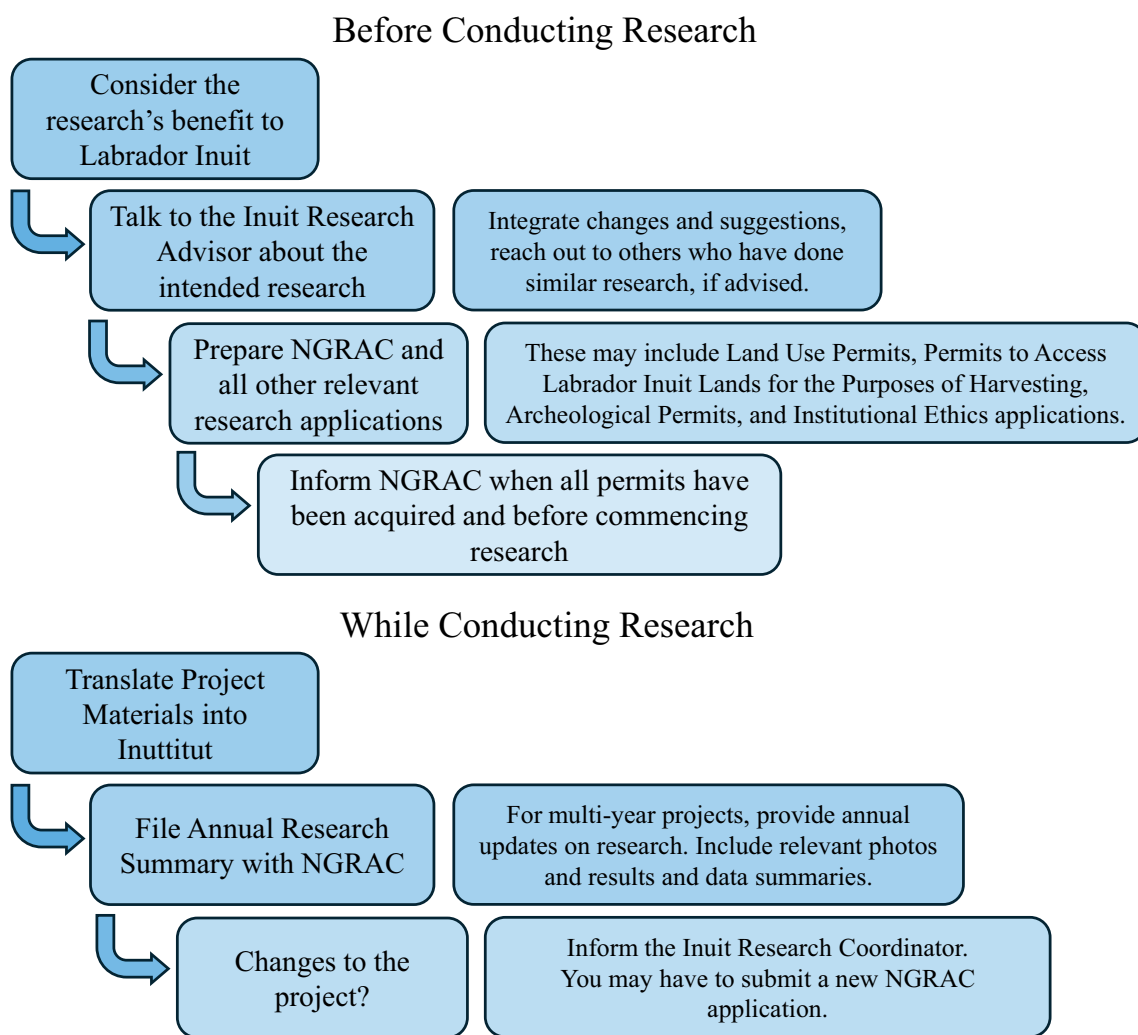 Before Conducting Research
Consider the
research’s benefit to
Labrador Inuit
Talk to the Inuit Research
Advisor about the
intended research
Integrate changes and suggestions,
reach out to others who have done
similar research, if advised.
Prepare NGRAC and
all other relevant
research applications
These may include Land Use Permits, Permits to Access
Labrador Inuit Lands for the Purposes of Harvesting,
Archeological Permits, and Institutional Ethics applications.
Inform NGRAC when all permits have
been acquired and before commencing
research
While Conducting Research
Translate Project
Materials into
Inuttitut
File Annual Research
Summary with NGRAC
For multi-year projects, provide annual
updates on research. Include relevant photos
and results and data summaries.
Changes to the
project?
Inform the Inuit Research Coordinator.
You may have to submit a new NGRAC
application.